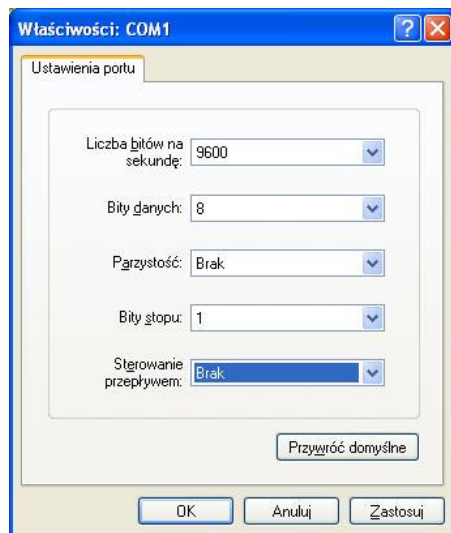 Właściwości: COM1
Ustawienia portu
Liczba bitów na
sekundę:
9600
Bity danych: 8
Parzystość: Brak
Bity stopu: 1
Sterowanie
przepływem:
Brak
Przywróć domyślne
OK Anuluj Zastosuj